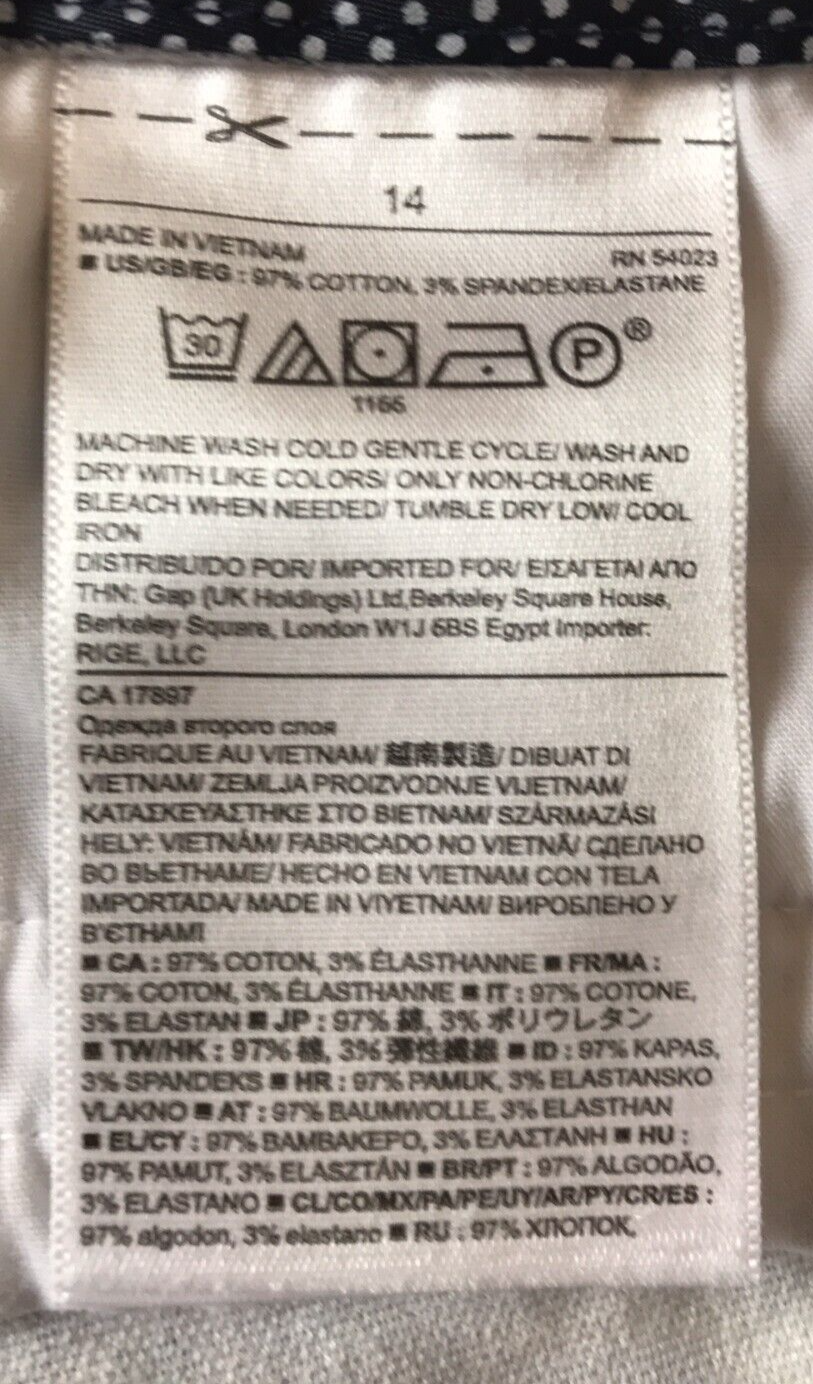 14
MADE IN VIETNAM RN 54023
■ US/GB/EG : 97% COTTON, 3% SPANDEX/ELASTANE
30 P ®
1166
MACHINE WASH COLD GENTLE CYCLE/ WASH AND
DRY WITH LIKE COLORS/ ONLY NON-CHLORINE
BLEACH WHEN NEEDED/ TUMBLE DRY LOW/ COOL
IRON
DISTRIBUIDO POR/ IMPORTED FOR/ ΕΙΣΑΓΕΤΑΙ ΑΠΟ
ΤΗΝ: Gap (UK Holdings) Ltd,Berkeley Square House,
Berkeley Square, London W1J 6BS Egypt Importer:
RIGE, LLC
CA 17897
Одежда второго слоя
FABRIQUE AU VIETNAM/ 越南製造/ DIBUAT DI
VIETNAM/ ZEMLJA PROIZVODNJE VIJETNAM/
ΚΑΤΑΣΚΕΥΑΣΤΗΚΕ ΣΤΟ ΒΙΕΤΝΑΜ/ SZÁRMAZÁSI
HELY: VIETNÁM/ FABRICADO NO VIETNÃ/ СДЕЛАНО
ВО ВЬЕТНАМЕ/ HECHO EN VIETNAM CON TELA
IMPORTADA/ MADE IN VIYETNAM/ ВИРОБЛЕНО У
В'ЄТНАМІ
■ CA : 97% COTON, 3% ÉLASTHANNE ■ FR/MA :
97% COTON, 3% ÉLASTHANNE ■ IT : 97% COTONE,
3% ELASTAN ■ JP : 97% 綿, 3% ポリウレタン
■ TW/HK : 97% 棉, 3% 彈性纖維 ■ ID : 97% KAPAS,
3% SPANDEKS ■ HR : 97% PAMUK, 3% ELASTANSKO
VLAKNO ■ AT : 97% BAUMWOLLE, 3% ELASTHAN
■ EL/CY : 97% ΒΑΜΒΑΚΕΡΟ, 3% ΕΛΑΣΤΑΝΗ ■ HU :
97% PAMUT, 3% ELASZTÁN ■ BR/PT : 97% ALGODÃO,
3% ELASTANO ■ CL/CO/MX/PA/PE/UY/AR/PY/CR/ES :
97% algodon, 3% elastano ■ RU : 97% ХЛОПОК,